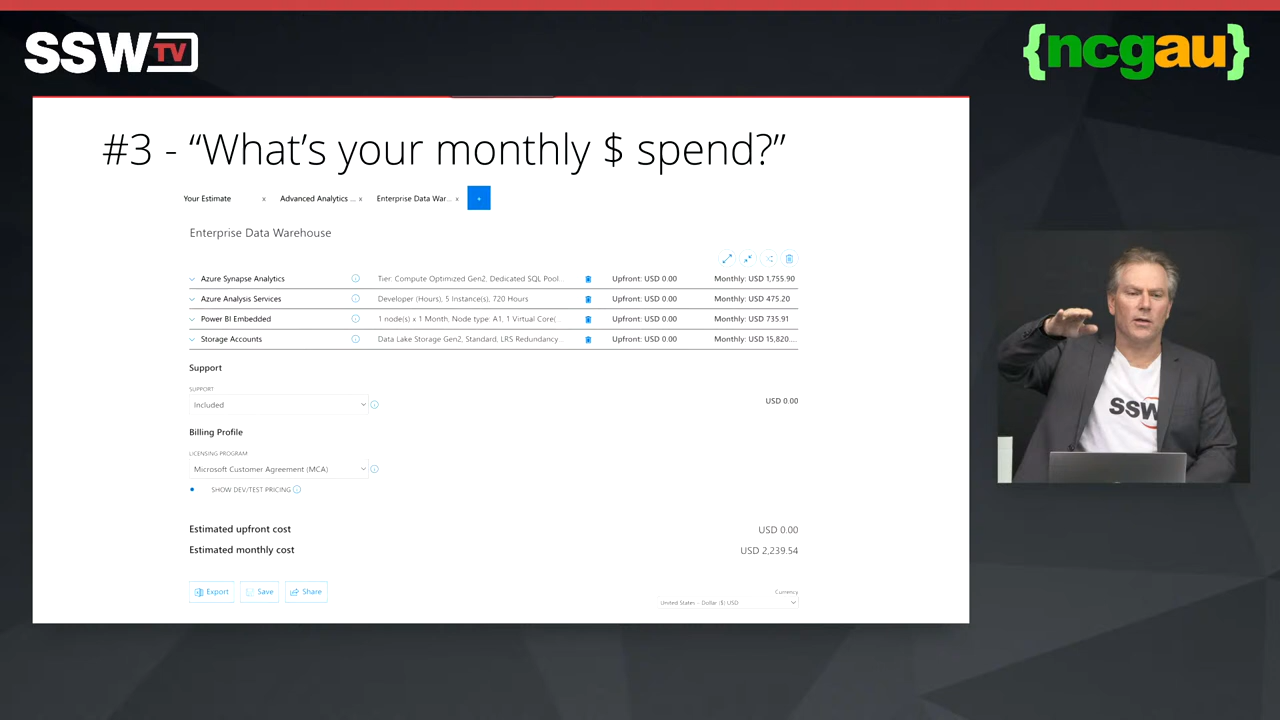 SSW TV
{ncgau}
#3 - “What’s your monthly $ spend?”
Your Estimate x Advanced Analytics ... x Enterprise Data War... x +
Enterprise Data Warehouse
Azure Synapse Analytics Tier: Compute Optimized Gen2, Dedicated SQL Pool... Upfront: USD 0.00 Monthly: USD 1,755.90
Azure Analysis Services Developer (Hours), 5 Instance(s), 720 Hours Upfront: USD 0.00 Monthly: USD 475.20
Power BI Embedded 1 node(s) x 1 Month, Node type: A1, 1 Virtual Core(... Upfront: USD 0.00 Monthly: USD 735.91
Storage Accounts Data Lake Storage Gen2, Standard, LRS Redundancy... Upfront: USD 0.00 Monthly: USD 15,820....
Support
SUPPORT
Included USD 0.00
Billing Profile
LICENSING PROGRAM
Microsoft Customer Agreement (MCA)
SHOW DEV/TEST PRICING
Estimated upfront cost USD 0.00
Estimated monthly cost USD 2,239.54
Export Save Share
Currency
United States - Dollar ($) USD
SSW